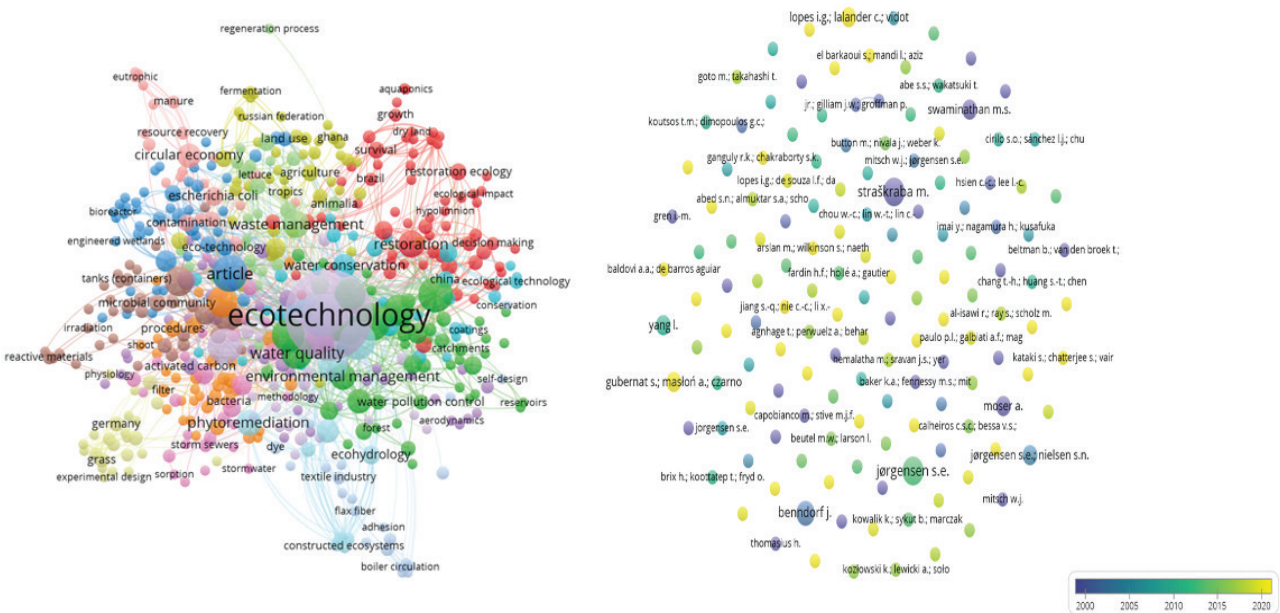 regeneration process
eutrophic
manure
fermentation
russian federation
aquaponics
growth
dry land
resource recovery
land use
ghana
survival
circular economy
lettuce
agriculture
brazil
restoration ecology
tropics
ecological impact
escherichia coli
animalia
hypolimnion
bioreactor
contamination
waste management
engineered wetlands
eco-technology
restoration
decision making
tanks (containers)
article
water conservation
china
ecological technology
microbial community
conservation
ecotechnology
irradiation
procedures
coatings
reactive materials
shoot
water quality
catchments
physiology
activated carbon
environmental management
self-design
filter
bacteria
methodology
water pollution control
reservoirs
germany
phytoremediation
forest
aerodynamics
grass
storm sewers
dye
ecohydrology
experimental design
sorption
stormwater
textile industry
flax fiber
adhesion
constructed ecosystems
boiler circulation
lopes i.g.; lalander c.; vidot
el barkaoui s.; mandi l.; aziz
goto m.; takahashi t.
abe s.s.; wakatsuki t.
jr.; gilliam j.w.; groffman p.
swaminathan m.s.
koutsos t.m.; dimopoulos g.c.;
button m.; nivala j.; weber k.
cirilo s.o.; sánchez l.j.; chu
ganguly r.k.; chakraborty s.k.
mitsch w.j.; jørgensen s.e.
lopes i.g.; de souza l.f.; da
hsien c.-c.; lee l.-c.
straškraba m.
abed s.n.; almuktar s.a.; scho
gren i.-m.
chou w.-c.; lin w.-t.; lin c.-
imai y.; nagamura h.; kusafuka
arslan m.; wilkinson s.; naeth
beltman b.; van den broek t.;
baldovi a.a.; de barros aguiar
fardin h.f.; hollé a.; gautier
chang t.-h.; huang s.-t.; chen
jiang s.-q.; nie c.-c.; li x.-
al-isawi r.; ray s.; scholz m.
yang l.
agnhage t.; perwuelz a.; behar
paulo p.l.; galbiati a.f.; mag
hemalatha m.; sravan j.s.; yer
kataki s.; chatterjee s.; vair
gubernat s.; masłoń a.; czarno
baker k.a.; fennessy m.s.; mit
capobianco m.; stive m.j.f.
moser a.
jorgensen s.e.
calheiros c.s.c.; bessa v.s.;
beutel m.w.; larson l.
jørgensen s.e.; nielsen s.n.
brix h.; koottatep t.; fryd o.
jørgensen s.e.
mitsch w.j.
benndorf j.
kowalik k.; sykut b.; marczak
thomasius h.
kozłowski k.; lewicki a.; soło
2000 2005 2010 2015 2020